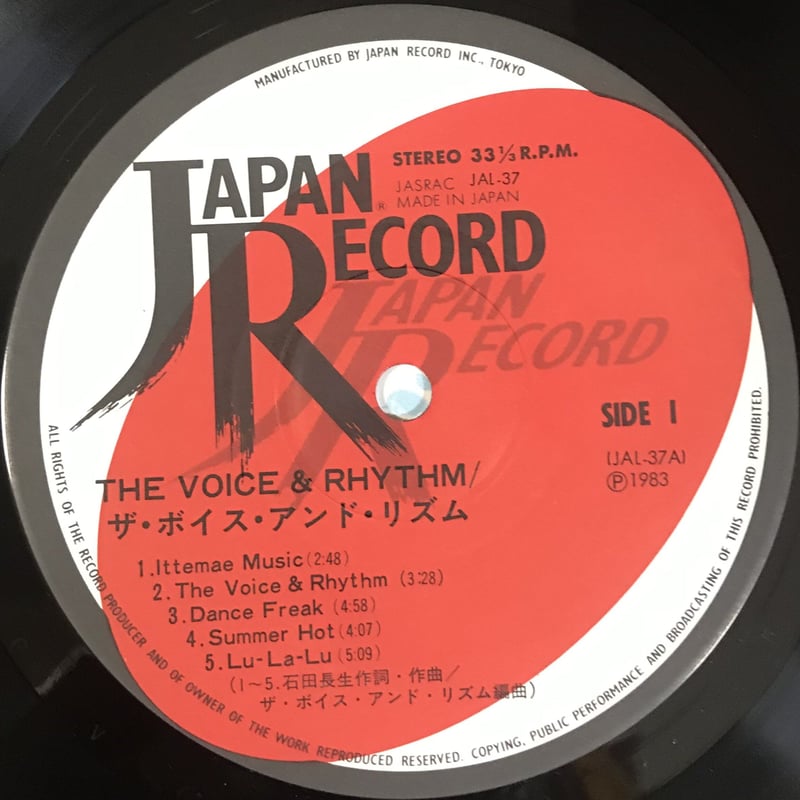 MANUFACTURED BY JAPAN RECORD INC., TOKYO
JAPAN
RECORD
®
STEREO 33 1/3 R.P.M.
JASRAC JAL-37
MADE IN JAPAN
JAPAN
RECORD
SIDE 1
(JAL-37A)
Ⓟ1983
THE VOICE & RHYTHM/
ザ・ボイス・アンド・リズム
1.Ittemae Music(2:48)
2.The Voice & Rhythm (3:28)
3.Dance Freak (4:58)
4.Summer Hot(4:07)
5.Lu-La-Lu(5:09)
(1〜5.石田長生作詞・作曲/
ザ・ボイス・アンド・リズム編曲)
ALL RIGHTS OF THE RECORD PRODUCER AND OF OWNER OF THE WORK REPRODUCED RESERVED. COPYING, PUBLIC PERFORMANCE AND BROADCASTING OF THIS RECORD PROHIBITED.